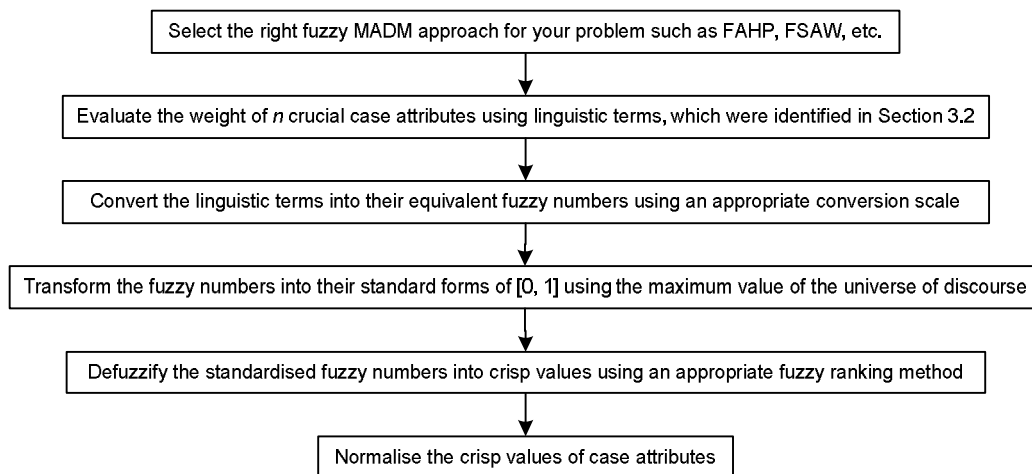 Select the right fuzzy MADM approach for your problem such as FAHP, FSAW, etc.
Evaluate the weight of n crucial case attributes using linguistic terms, which were identified in Section 3.2
Convert the linguistic terms into their equivalent fuzzy numbers using an appropriate conversion scale
Transform the fuzzy numbers into their standard forms of [0, 1] using the maximum value of the universe of discourse
Defuzzify the standardised fuzzy numbers into crisp values using an appropriate fuzzy ranking method
Normalise the crisp values of case attributes